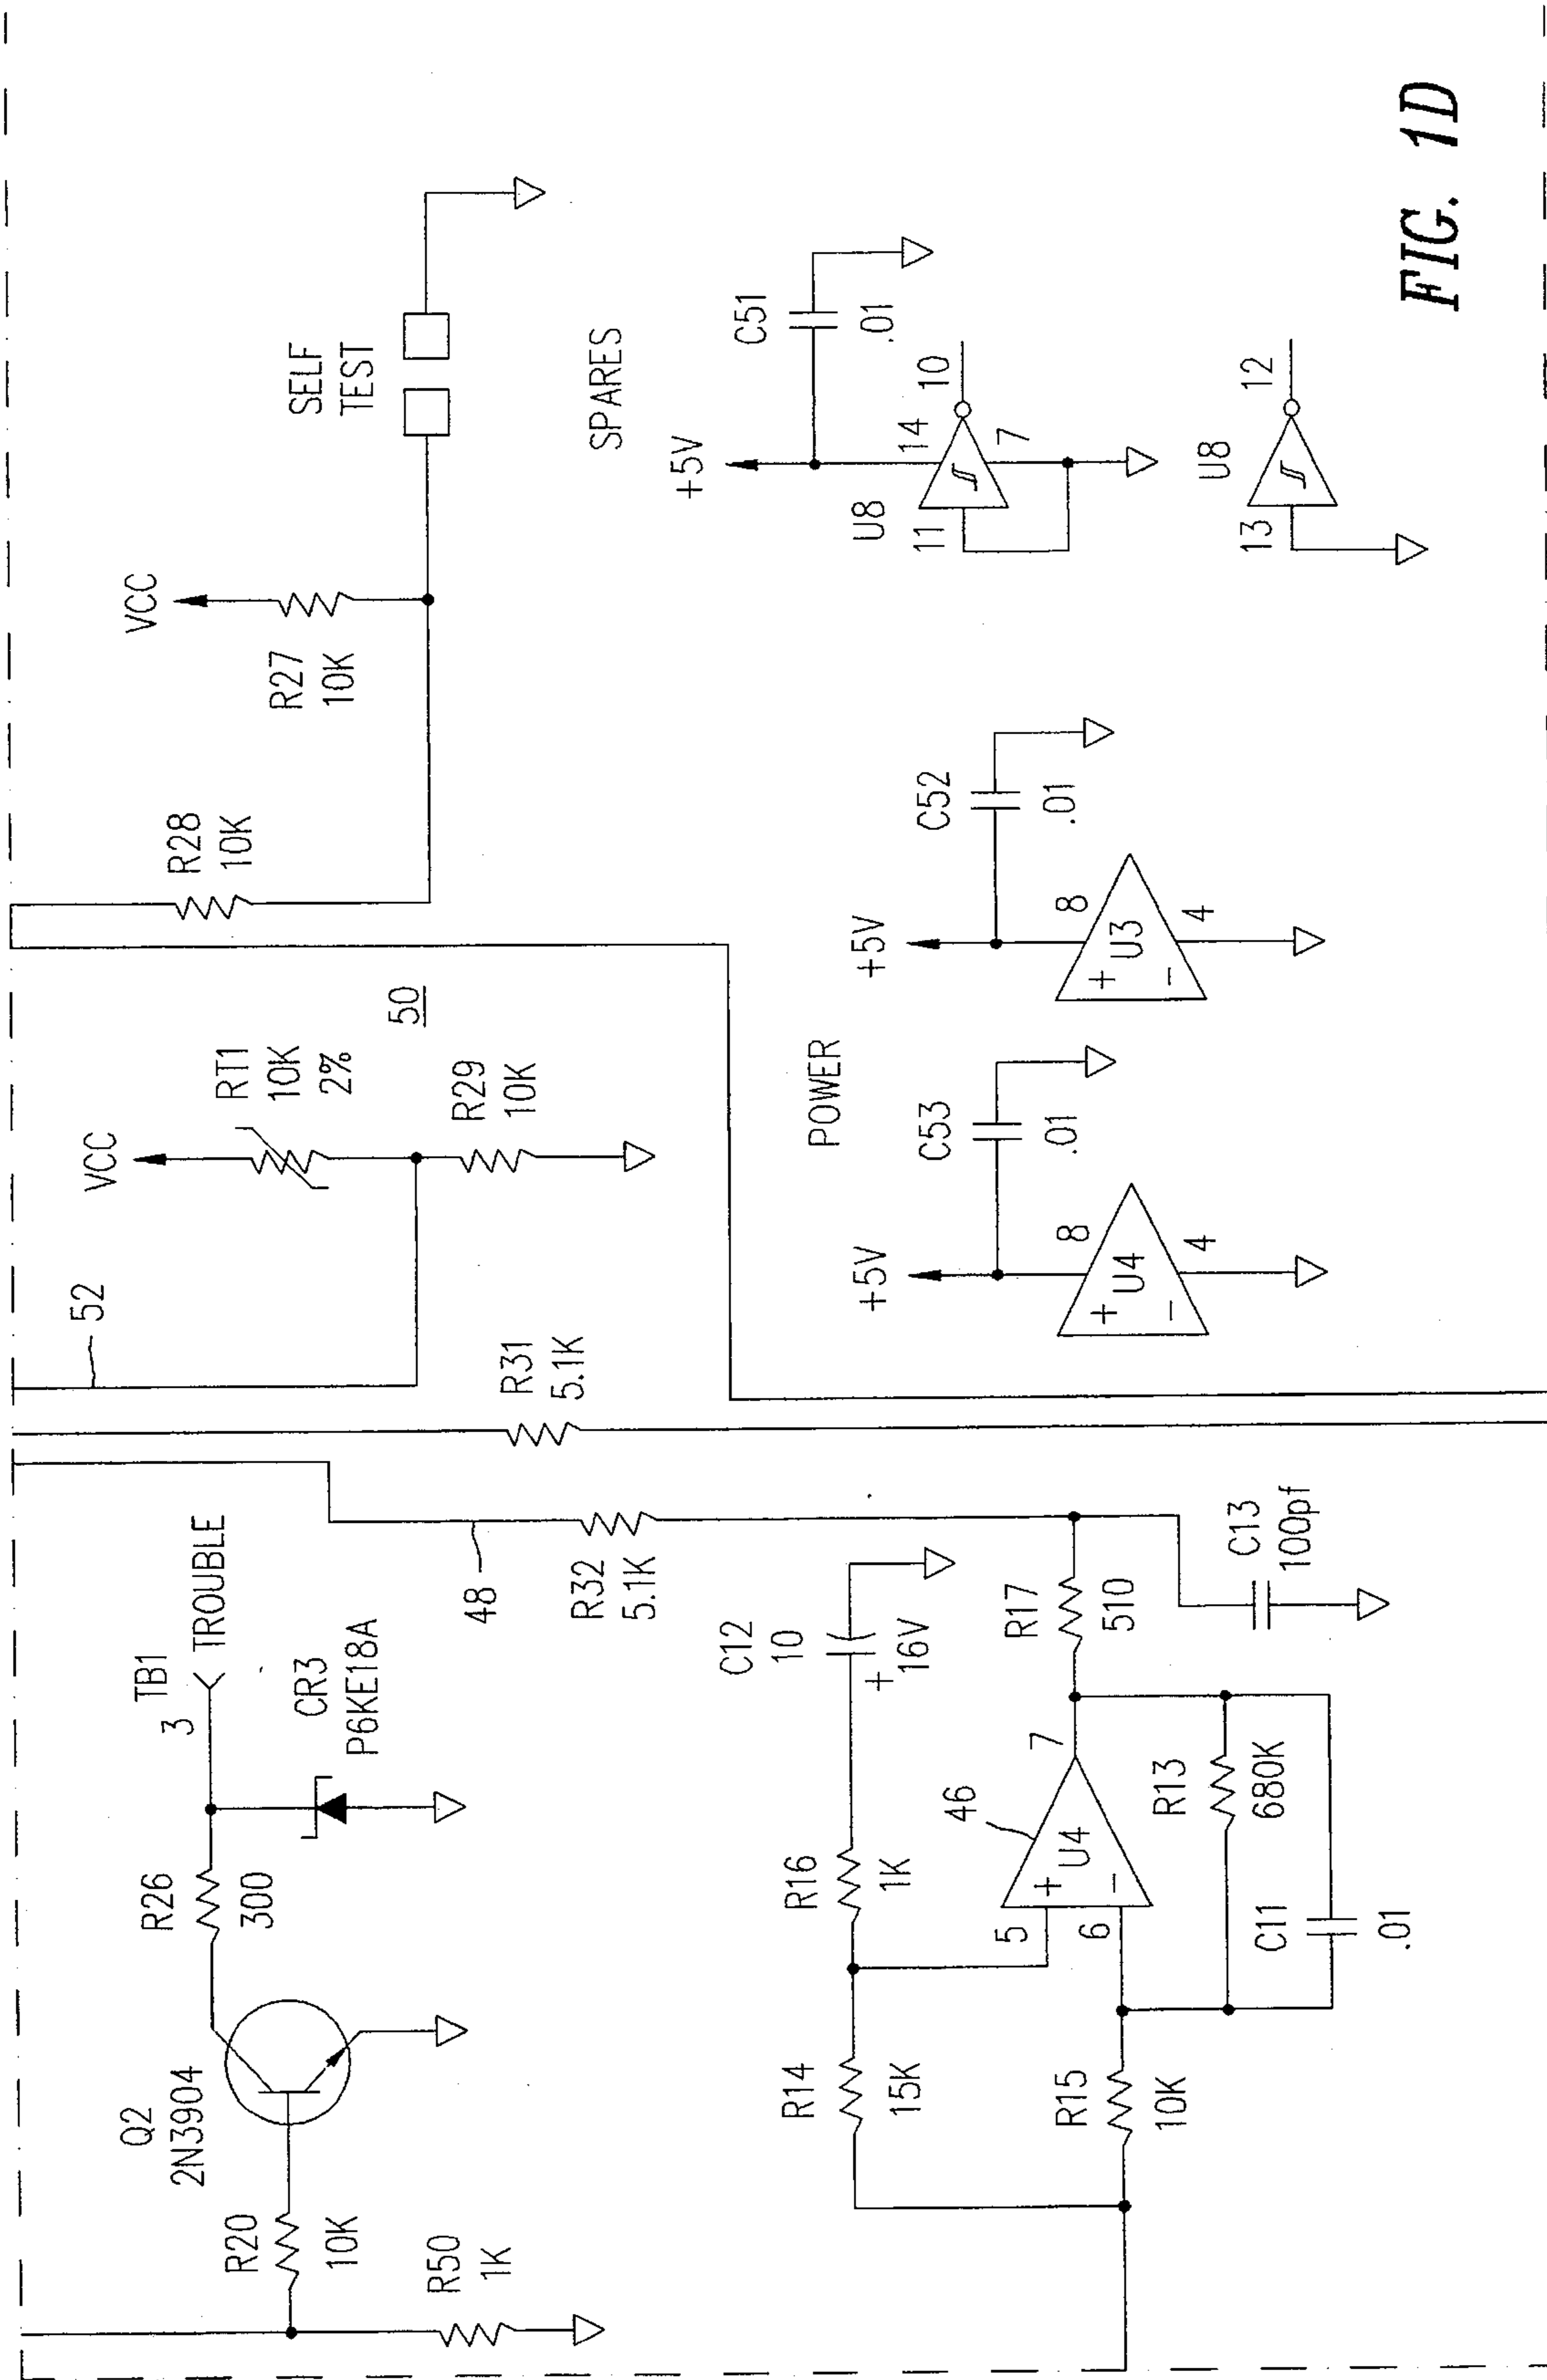 Q2
2N3904
R20
10K
R50
1K
R26
300
TB1
3
TROUBLE
CR3
P6KE18A
48
R32
5.1K
R31
5.1K
52
VCC
RT1
10K
2%
50
R29
10K
R28
10K
VCC
R27
10K
SELF
TEST
R14
15K
R15
10K
R16
1K
C12
10
+
16V
5
6
+
-
U4
46
7
R17
510
R13
680K
C11
.01
C13
100pf
POWER
+5V
C53
.01
8
+
-
U4
4
+5V
C52
.01
8
+
-
U3
4
SPARES
+5V
C51
.01
U8
14
11
10
7
U8
13
12
FIG. 1D